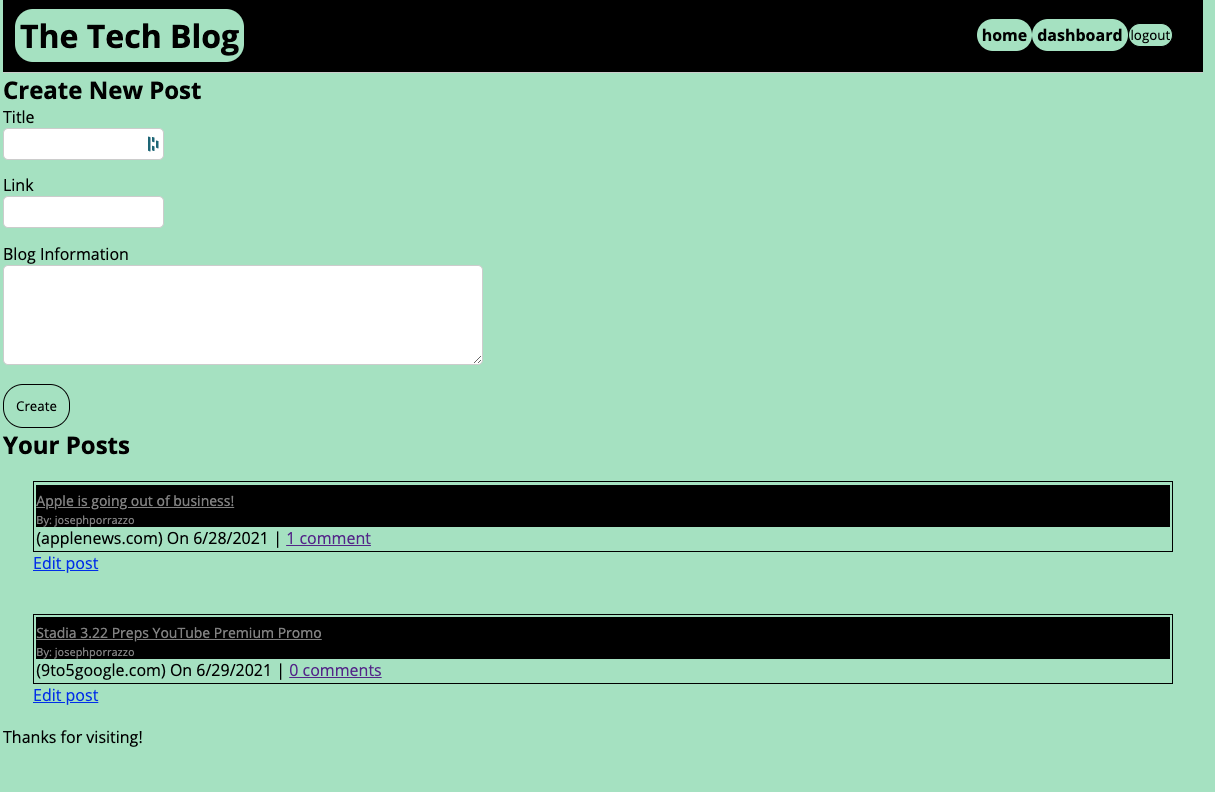 The Tech Blog
home dashboard logout
Create New Post
Title
Link
Blog Information
Create
Your Posts
Apple is going out of business!
By: josephporrazzo
(applenews.com) On 6/28/2021 | 1 comment
Edit post
Stadia 3.22 Preps YouTube Premium Promo
By: josephporrazzo
(9to5google.com) On 6/29/2021 | 0 comments
Edit post
Thanks for visiting!